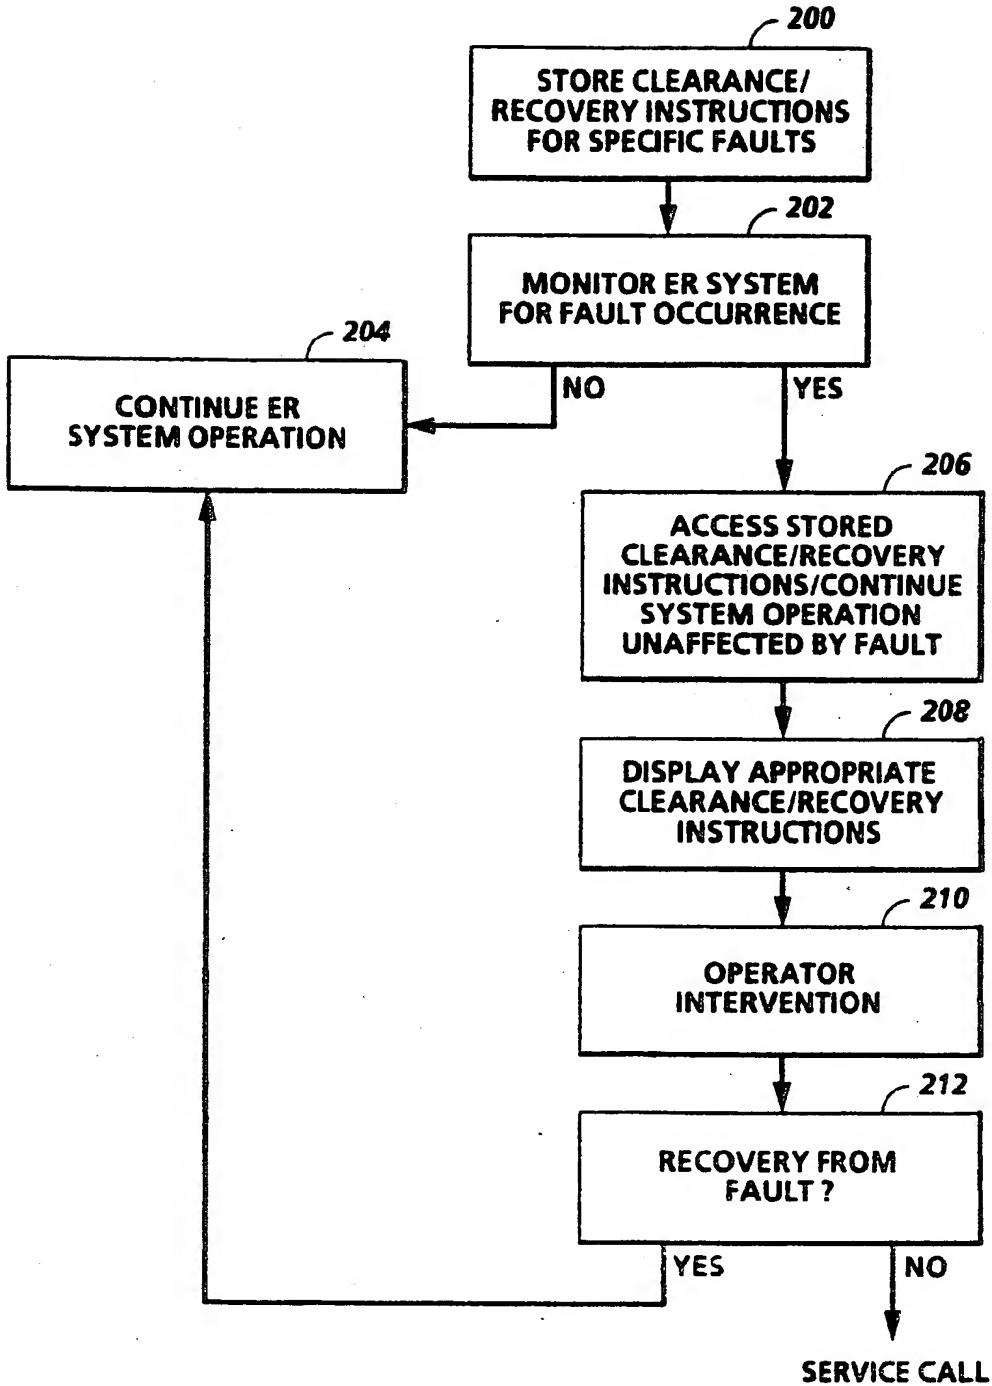 200
STORE CLEARANCE/
RECOVERY INSTRUCTIONS
FOR SPECIFIC FAULTS
202
MONITOR ER SYSTEM
FOR FAULT OCCURRENCE
204
NO
YES
CONTINUE ER
SYSTEM OPERATION
206
ACCESS STORED
CLEARANCE/RECOVERY
INSTRUCTIONS/CONTINUE
SYSTEM OPERATION
UNAFFECTED BY FAULT
208
DISPLAY APPROPRIATE
CLEARANCE/RECOVERY
INSTRUCTIONS
210
OPERATOR
INTERVENTION
212
RECOVERY FROM
FAULT ?
YES
NO
SERVICE CALL